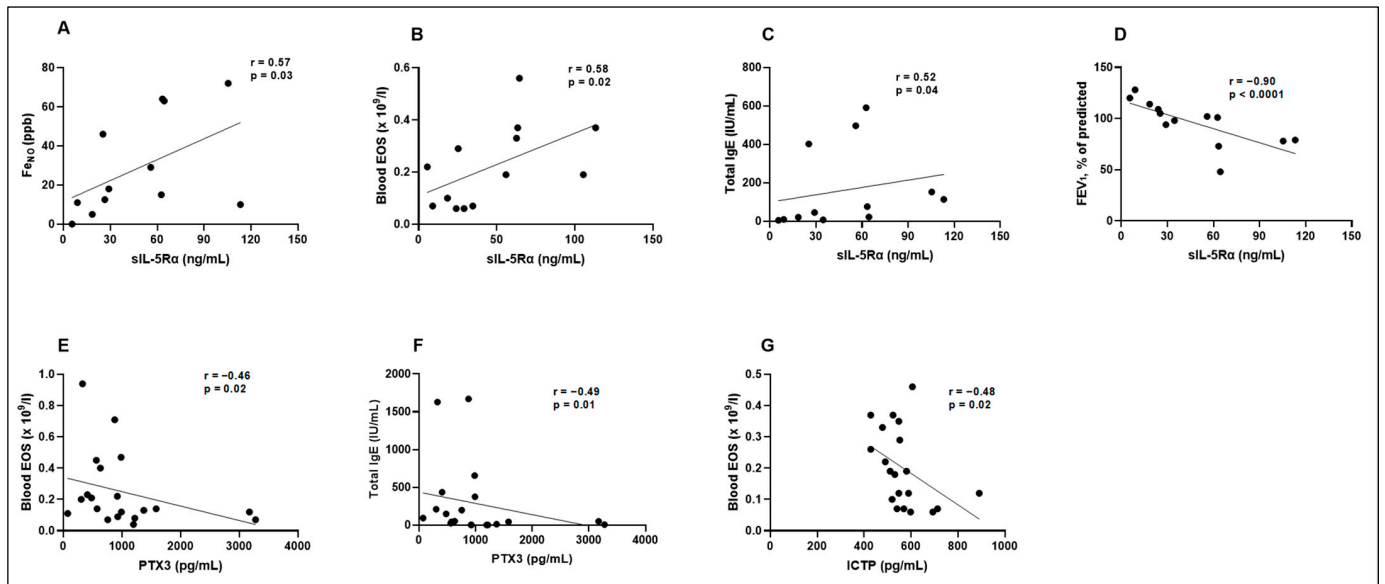 A
r = 0.57
p = 0.03
80
60
40
20
0
0 30 60 90 120 150
FeNO (ppb)
sIL-5Rα (ng/mL)
B
r = 0.58
p = 0.02
0.6
0.4
0.2
0.0
0 50 100 150
Blood EOS (x 10⁹/l)
sIL-5Rα (ng/mL)
C
r = 0.52
p = 0.04
800
600
400
200
0
0 30 60 90 120 150
Total IgE (IU/mL)
sIL-5Rα (ng/mL)
D
r = −0.90
p < 0.0001
150
100
50
0
0 30 60 90 120 150
FEV₁, % of predicted
sIL-5Rα (ng/mL)
E
r = −0.46
p = 0.02
1.0
0.8
0.6
0.4
0.2
0.0
0 1000 2000 3000 4000
Blood EOS (x 10⁹/l)
PTX3 (pg/mL)
F
r = −0.49
p = 0.01
2000
1500
1000
500
0
0 1000 2000 3000 4000
Total IgE (IU/mL)
PTX3 (pg/mL)
G
r = −0.48
p = 0.02
0.5
0.4
0.3
0.2
0.1
0.0
0 200 400 600 800 1000
Blood EOS (x 10⁹/l)
ICTP (pg/mL)